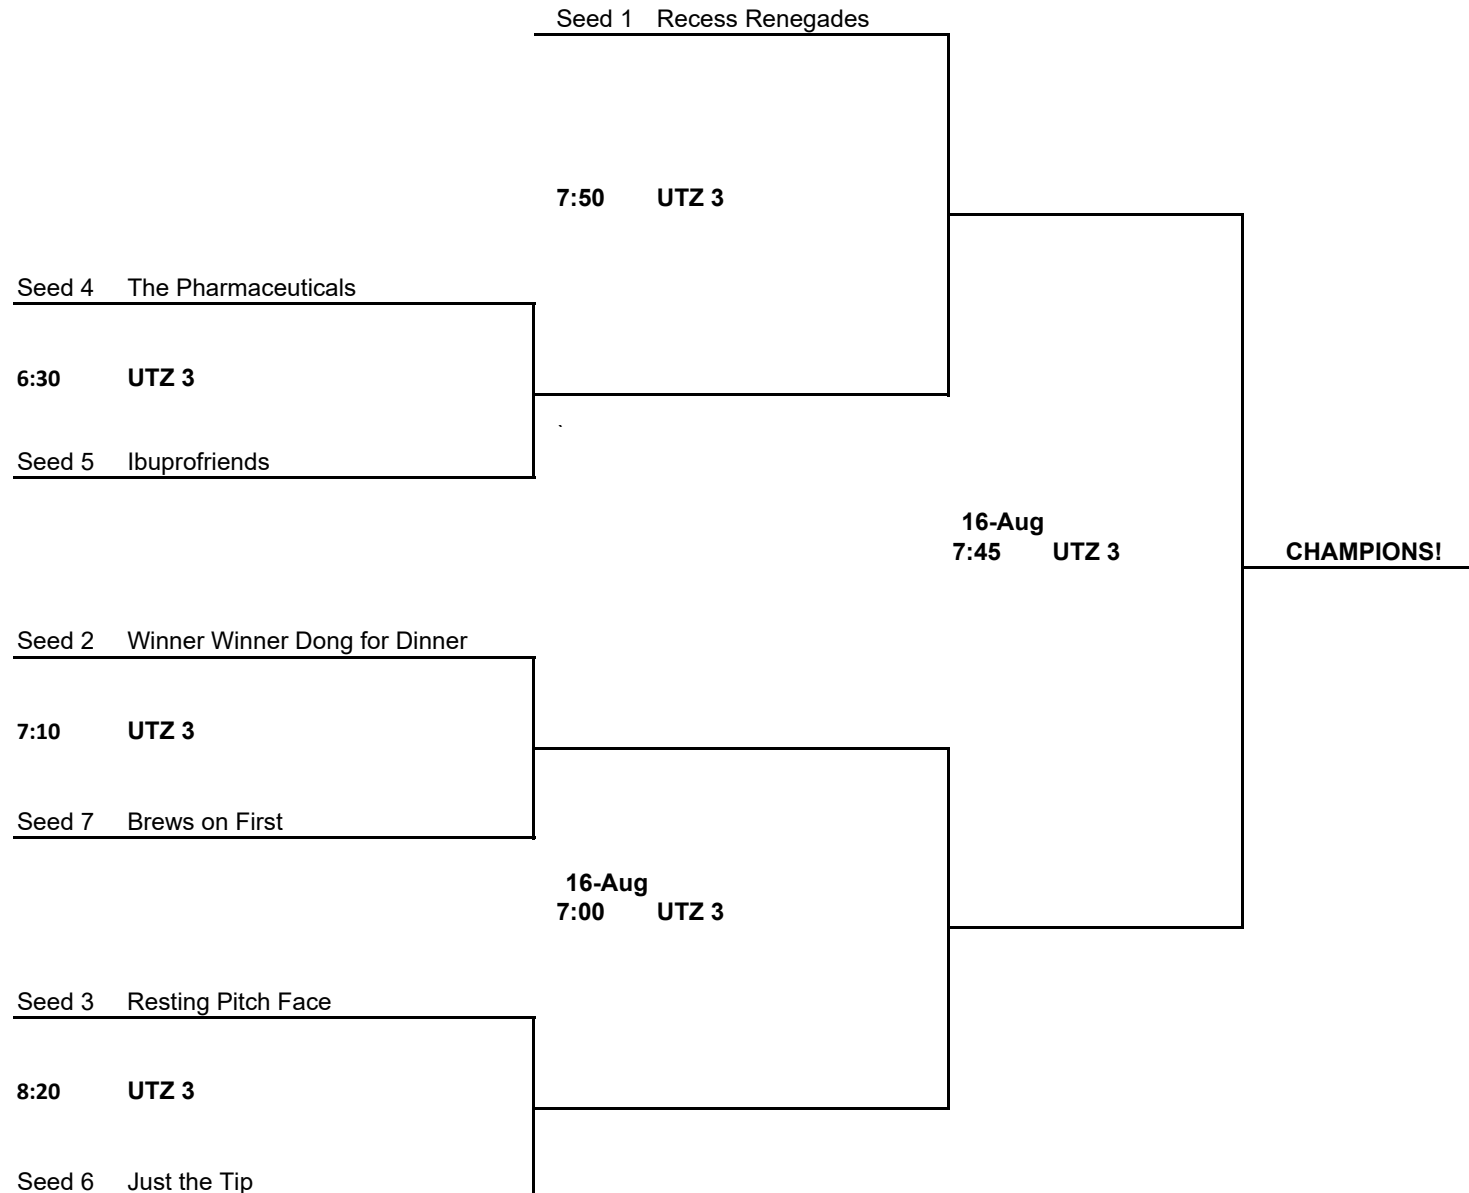 Seed 1 Recess Renegades
7:50 UTZ 3
Seed 4 The Pharmaceuticals
6:30 UTZ 3
`
Seed 5 Ibuprofriends
16-Aug
7:45 UTZ 3 CHAMPIONS!
Seed 2 Winner Winner Dong for Dinner
7:10 UTZ 3
Seed 7 Brews on First
16-Aug
7:00 UTZ 3
Seed 3 Resting Pitch Face
8:20 UTZ 3
Seed 6 Just the Tip